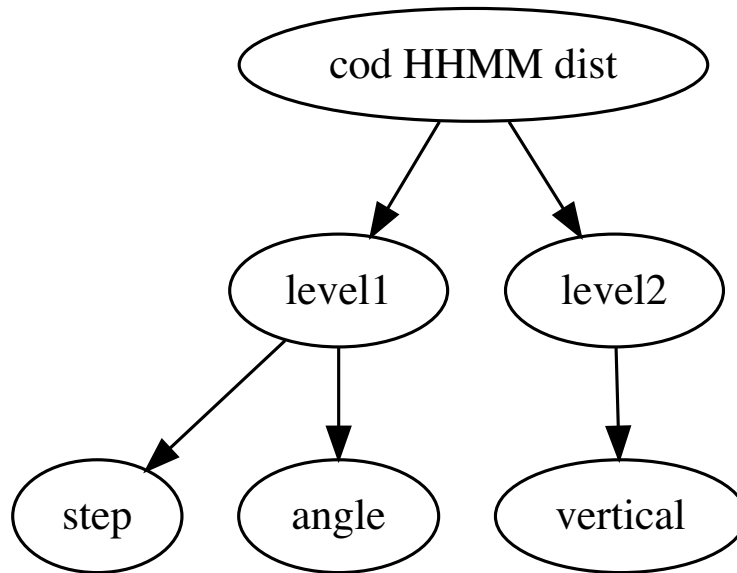 cod HHMM dist
level1
level2
step
angle
vertical